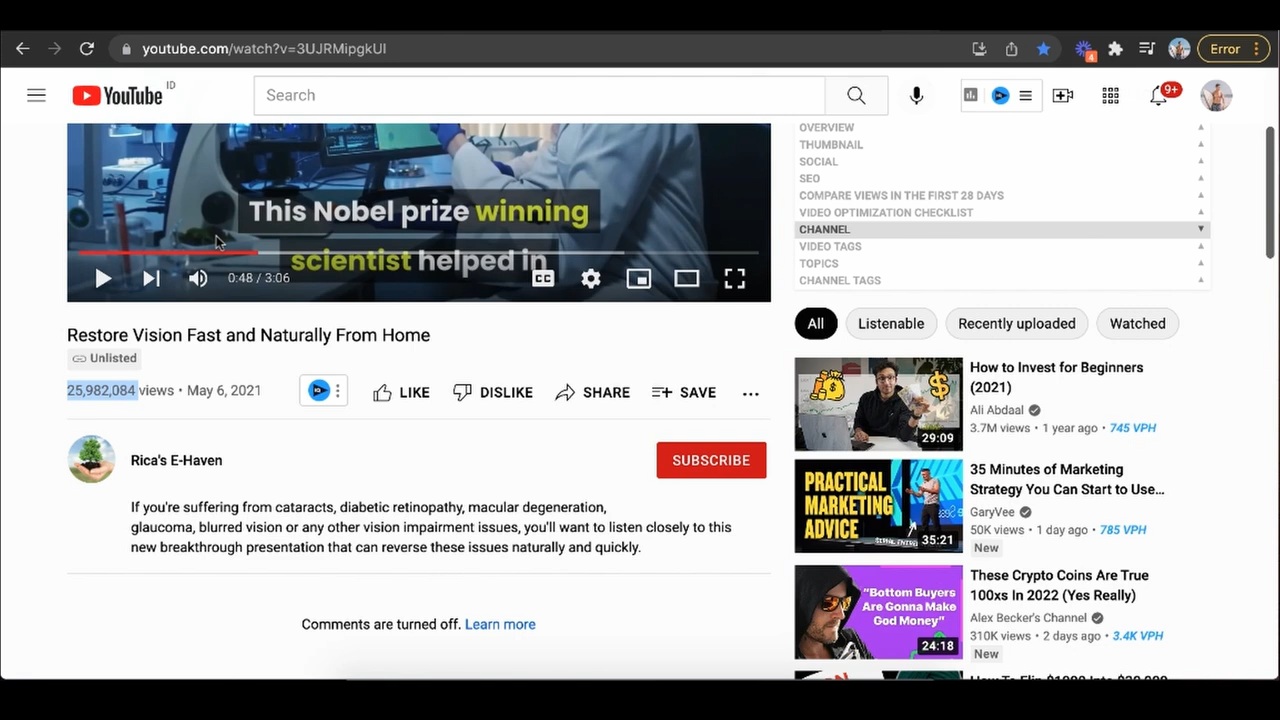 youtube.com/watch?v=3UJRMipgkUI
Error
4
YouTube ID
Search
9+
This Nobel prize winning
scientist helped in
0:48 / 3:06
CC
Restore Vision Fast and Naturally From Home
Unlisted
25,982,084 views • May 6, 2021
LIKE
DISLIKE
SHARE
SAVE
Rica's E-Haven
SUBSCRIBE
If you're suffering from cataracts, diabetic retinopathy, macular degeneration,
glaucoma, blurred vision or any other vision impairment issues, you'll want to listen closely to this
new breakthrough presentation that can reverse these issues naturally and quickly.
Comments are turned off. Learn more
OVERVIEW
THUMBNAIL
SOCIAL
SEO
COMPARE VIEWS IN THE FIRST 28 DAYS
VIDEO OPTIMIZATION CHECKLIST
CHANNEL
VIDEO TAGS
TOPICS
CHANNEL TAGS
All
Listenable
Recently uploaded
Watched
29:09
How to Invest for Beginners
(2021)
Ali Abdaal
3.7M views • 1 year ago • 745 VPH
PRACTICAL
MARKETING
ADVICE
35:21
35 Minutes of Marketing
Strategy You Can Start to Use...
GaryVee
50K views • 1 day ago • 785 VPH
New
"Bottom Buyers
Are Gonna Make
God Money"
24:18
These Crypto Coins Are True
100xs In 2022 (Yes Really)
Alex Becker's Channel
310K views • 2 days ago • 3.4K VPH
New